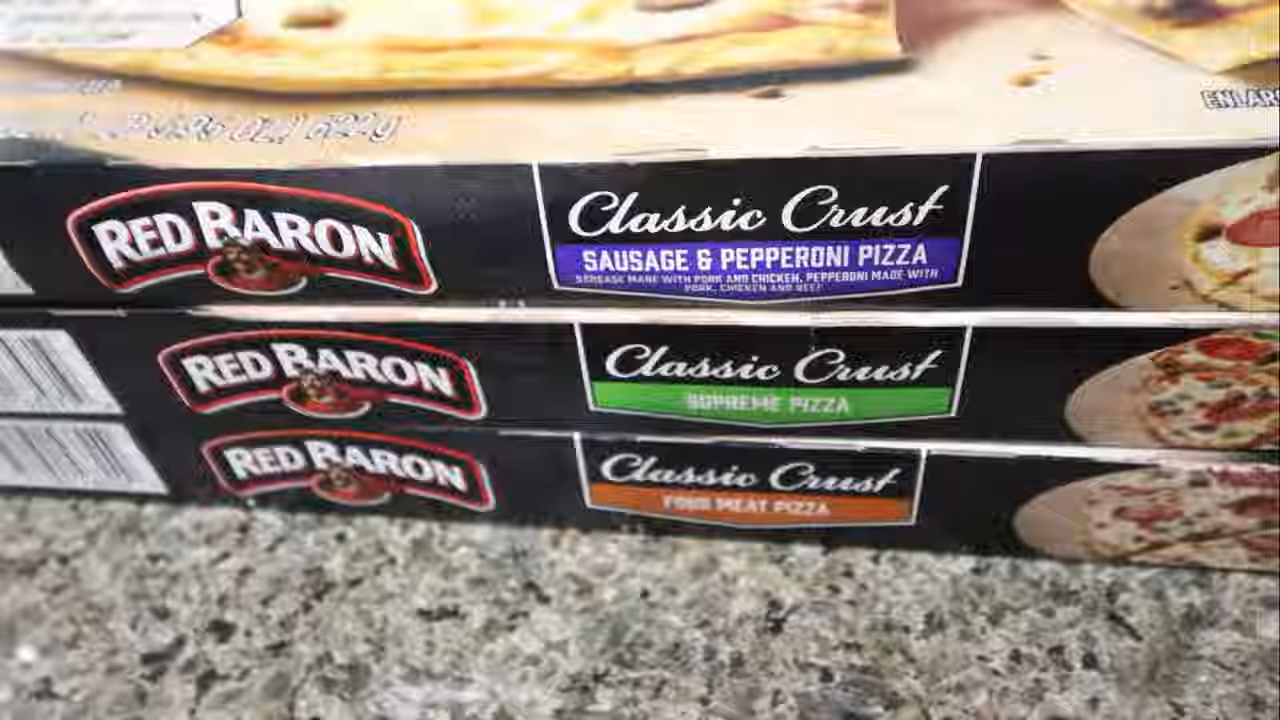 ENLAR
RED BARON
Classic Crust
SAUSAGE & PEPPERONI PIZZA
SAUSAGE MADE WITH PORK AND CHICKEN, PEPPERONI MADE WITH
PORK, CHICKEN AND BEEF
RED BARON
Classic Crust
SUPREME PIZZA
RED BARON
Classic Crust
FOUR MEAT PIZZA